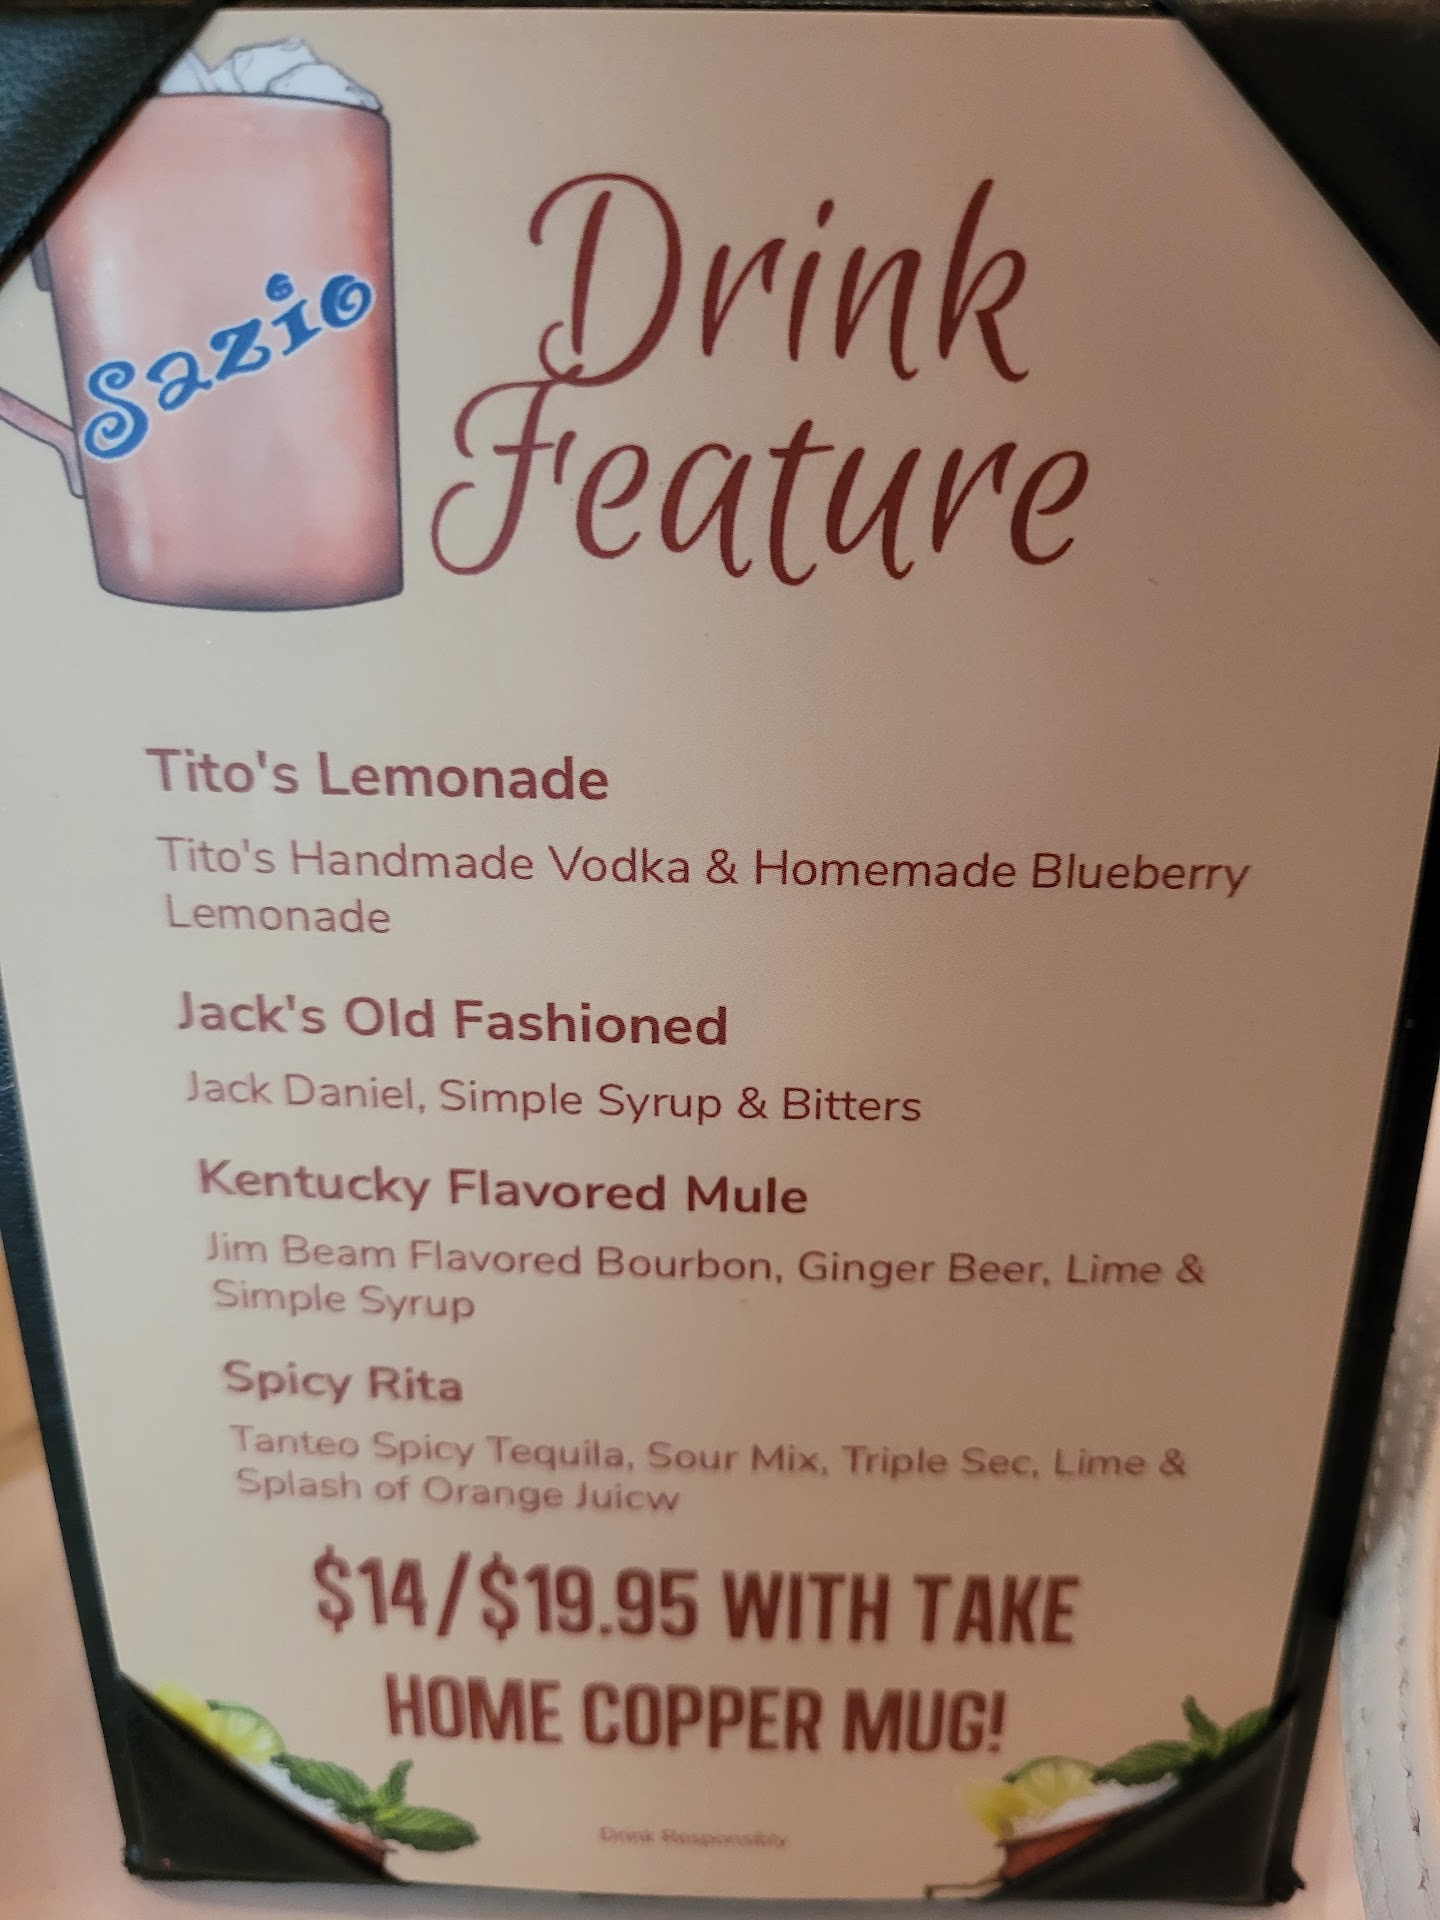 Sazio
Drink
Feature
Tito's Lemonade
Tito's Handmade Vodka & Homemade Blueberry
Lemonade
Jack's Old Fashioned
Jack Daniel, Simple Syrup & Bitters
Kentucky Flavored Mule
Jim Beam Flavored Bourbon, Ginger Beer, Lime &
Simple Syrup
Spicy Rita
Tanteo Spicy Tequila, Sour Mix, Triple Sec, Lime &
Splash of Orange Juicw
$14/$19.95 WITH TAKE
HOME COPPER MUG!
Drink Responsibly